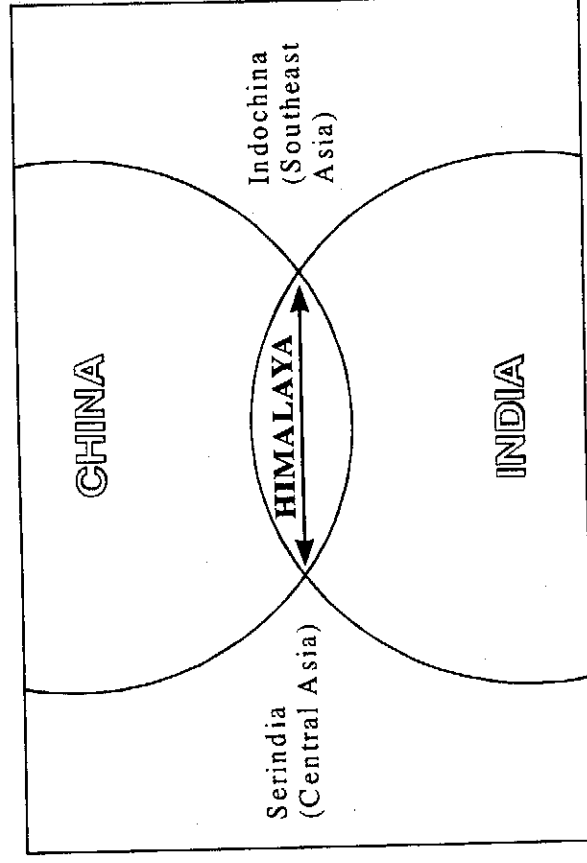 CHINA
Indochina
(Southeast
Asia)
HIMALAYA
Serindia
(Central Asia)
INDIA